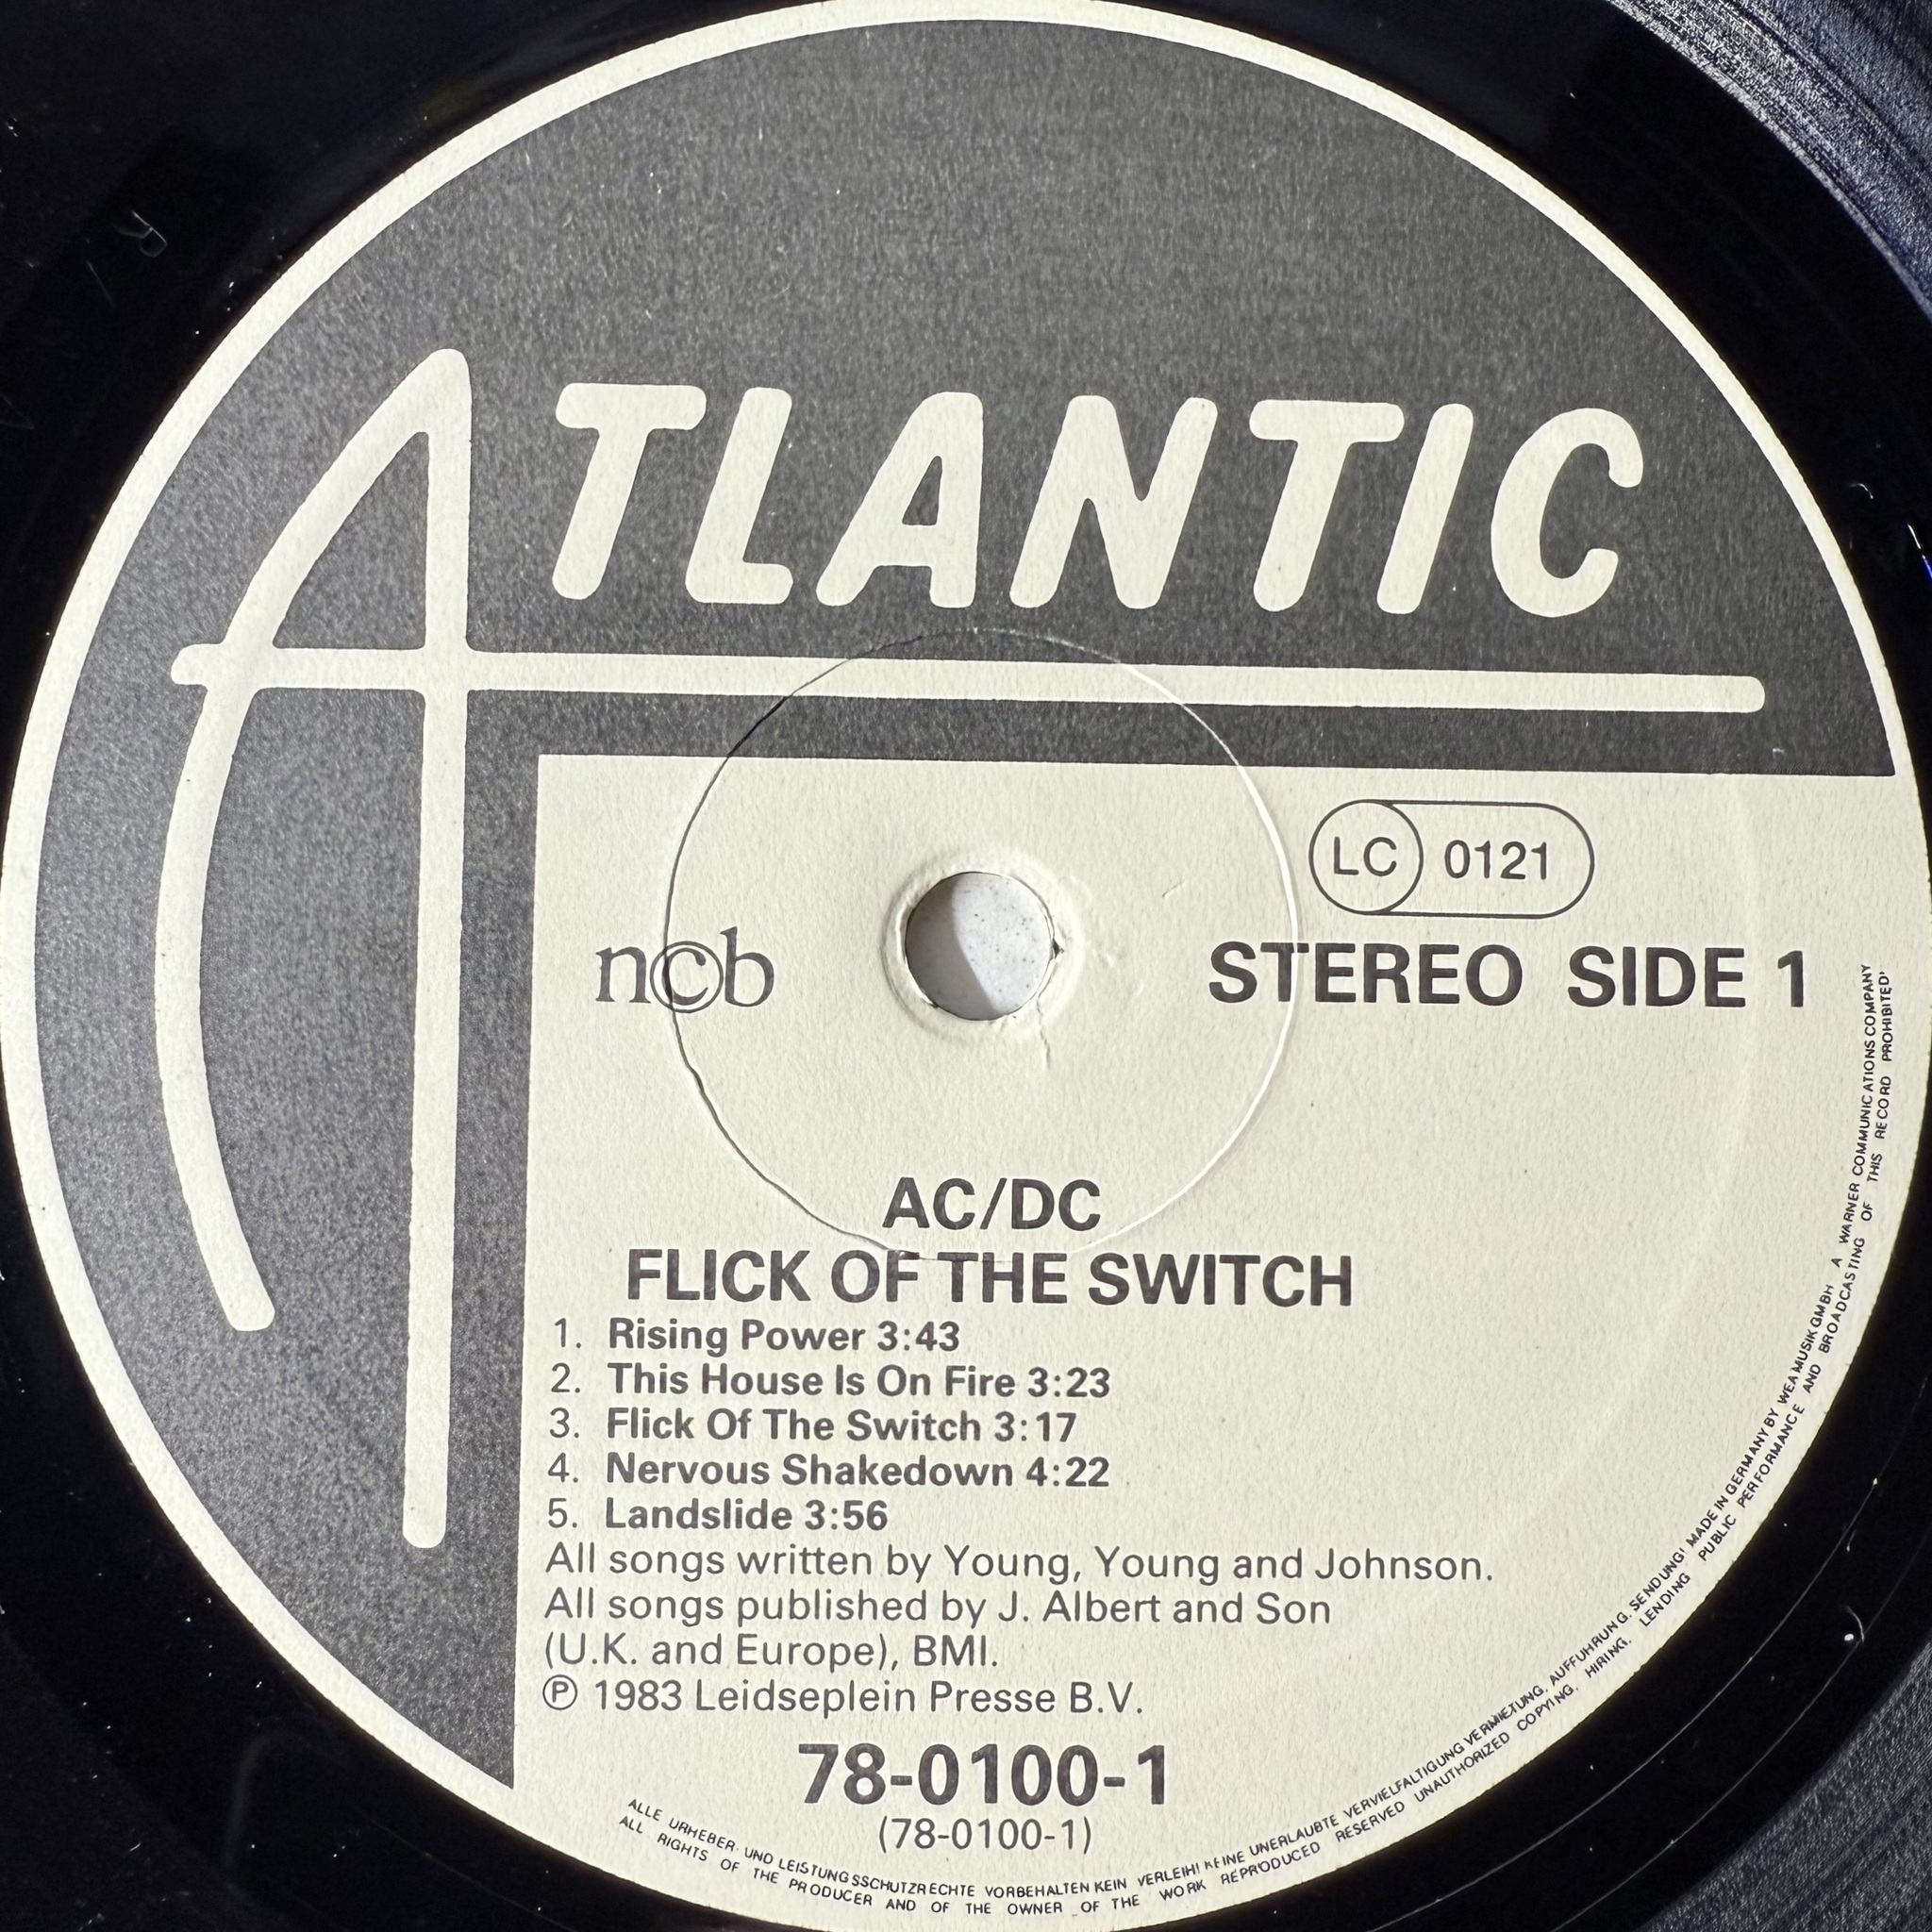 ATLANTIC
LC 0121
n©b
STEREO SIDE 1
AC/DC
FLICK OF THE SWITCH
1. Rising Power 3:43
2. This House Is On Fire 3:23
3. Flick Of The Switch 3:17
4. Nervous Shakedown 4:22
5. Landslide 3:56
All songs written by Young, Young and Johnson.
All songs published by J. Albert and Son
(U.K. and Europe), BMI.
℗ 1983 Leidseplein Presse B.V.
78-0100-1
(78-0100-1)
ALLE URHEBER- UND LEISTUNGSSCHUTZRECHTE VORBEHALTEN KEIN VERLEIH! KEINE UNERLAUBTE VERVIELFALTIGUNG VERMIETUNG, AUFFUHRUNG, SENDUNG! MADE IN GERMANY BY WEA MUSIK GMBH A WARNER COMMUNICATIONS COMPANY
ALL RIGHTS OF THE PRODUCER AND OF THE OWNER OF THE WORK REPRODUCED RESERVED UNAUTHORIZED COPYING, HIRING, LENDING PUBLIC PERFORMANCE AND BROADCASTING OF THIS RECORD PROHIBITED'